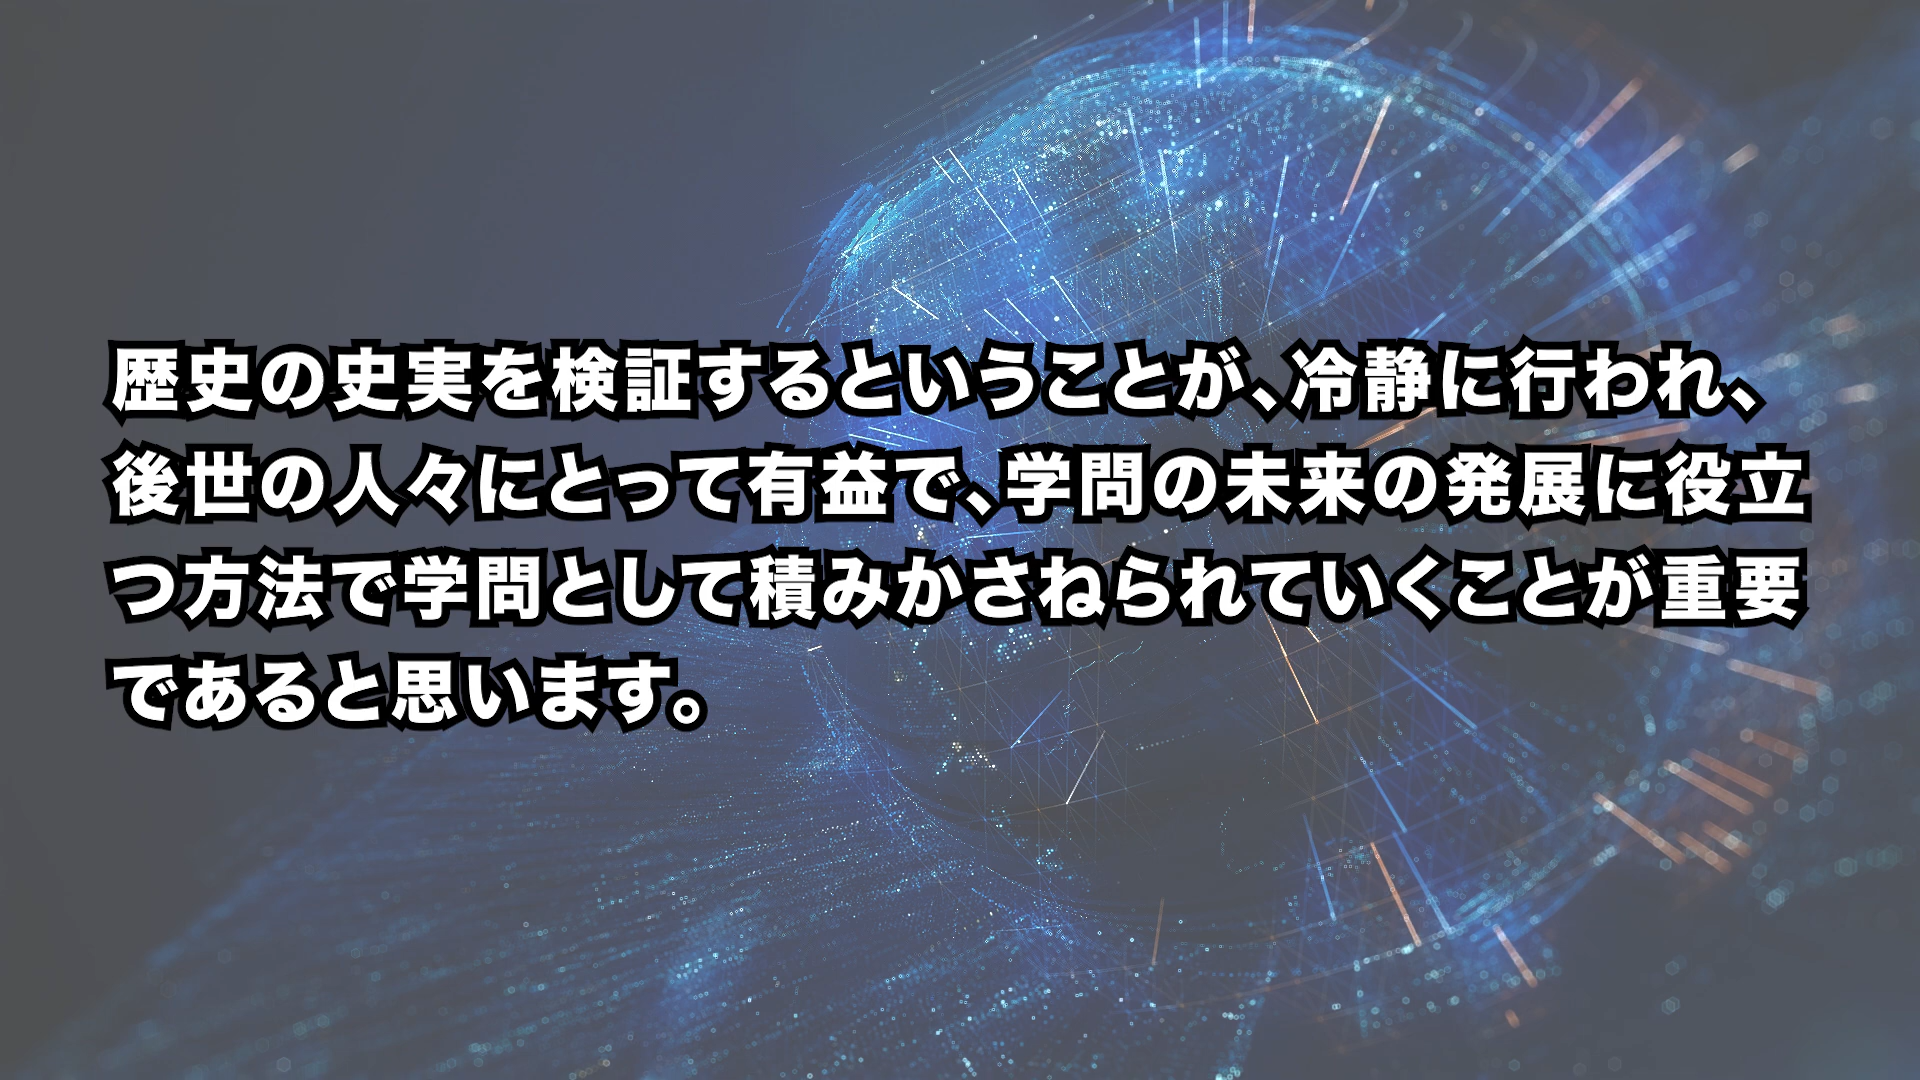 歴史の史実を検証するということが、冷静に行われ、
後世の人々にとって有益で、学問の未来の発展に役立
つ方法で学問として積みかさねられていくことが重要
であると思います。